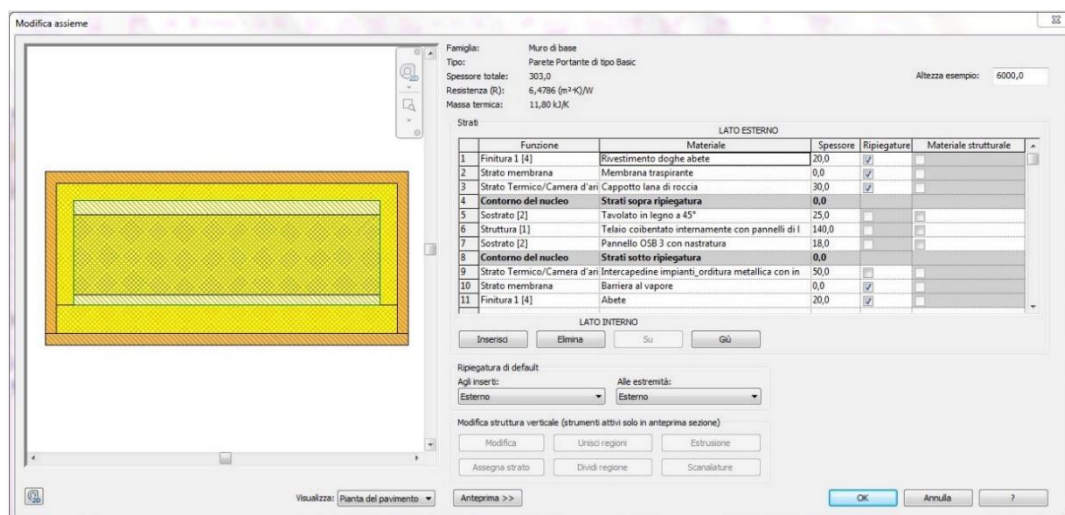 Modifica assieme
Famiglia: Muro di base
Tipo: Parete Portante di tipo Basic
Spessore totale: 303,0
Resistenza (R): 6,4786 (m²·K)/W
Massa termica: 11,80 kJ/K
Altezza esempio: 6000,0
Strati
LATO ESTERNO
Funzione Materiale Spessore Ripiegature Materiale strutturale
1 Finitura 1 [4] Rivestimento doghe abete 20,0
2 Strato membrana Membrana traspirante 0,0
3 Strato Termico/Camera d'ari Cappotto lana di roccia 30,0
4 Contorno del nucleo Strati sopra ripiegatura 0,0
5 Sostrato [2] Tavolato in legno a 45° 25,0
6 Struttura [1] Telaio coibentato internamente con pannelli di l 140,0
7 Sostrato [2] Pannello OSB 3 con nastratura 18,0
8 Contorno del nucleo Strati sotto ripiegatura 0,0
9 Strato Termico/Camera d'ari Intercapedine impianti_orditura metallica con in 50,0
10 Strato membrana Barriera al vapore 0,0
11 Finitura 1 [4] Abete 20,0
LATO INTERNO
Inserisci Elimina Su Giù
Ripiegatura di default
Agli inserti: Alle estremità:
Esterno Esterno
Modifica struttura verticale (strumenti attivi solo in anteprima sezione)
Modifica Unisci regioni Estrusione
Assegna strato Dividi regione Scanalature
Visualizza: Pianta del pavimento Anteprima >> OK Annulla ?